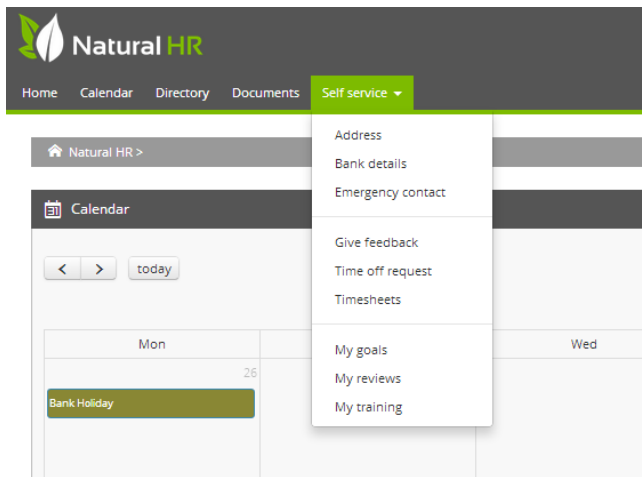 Natural HR
Home Calendar Directory Documents Self service
Address
Natural HR >
Bank details
Emergency contact
Calendar
Give feedback
today
Time off request
Timesheets
Mon Wed
My goals
26
My reviews
Bank Holiday
My training